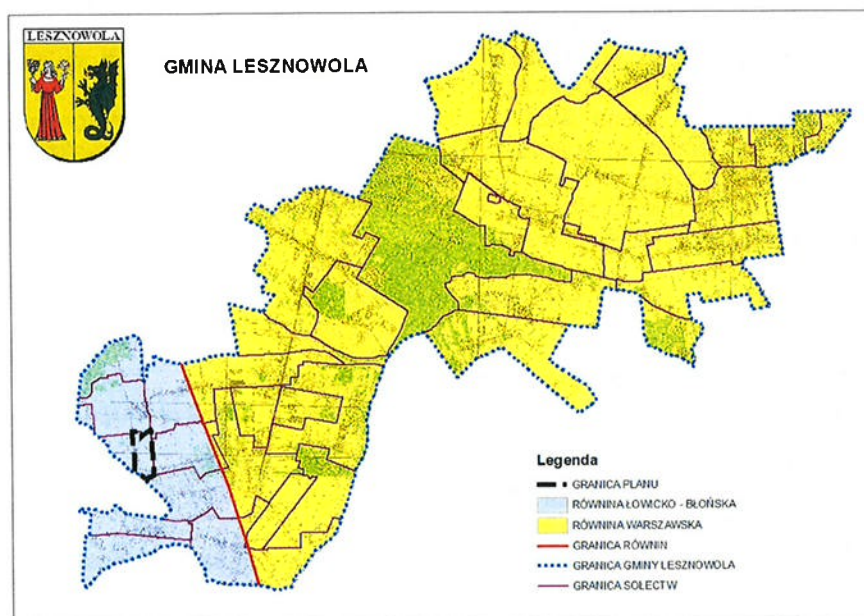 LESZNOWOLA
GMINA LESZNOWOLA
Legenda
GRANICA PLANU
RÓWNINA ŁOWICKO - BŁOŃSKA
RÓWNINA WARSZAWSKA
GRANICA RÓWNIN
GRANICA GMINY LESZNOWOLA
GRANICA SOŁECTW